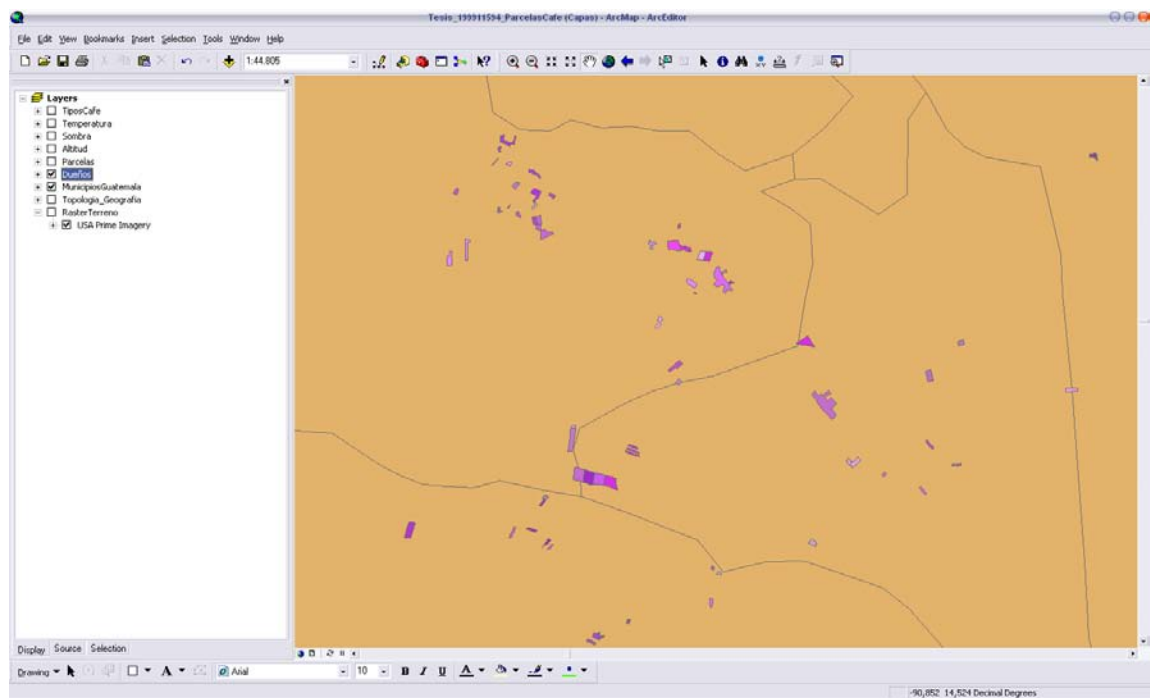 Tesis_199911594_ParcelasCafe (Capas) - ArcMap - ArcEditor
File Edit View Bookmarks Insert Selection Tools Window Help
1:44.805
Layers
TiposCafe
Temperatura
Sombra
Altitud
Parcelas
Dueños
MunicipiosGuatemala
Topologia_Geografia
RasterTerreno
USA Prime Imagery
Display Source Selection
Drawing A Arial 10 B I U A
-90,852 14,524 Decimal Degrees